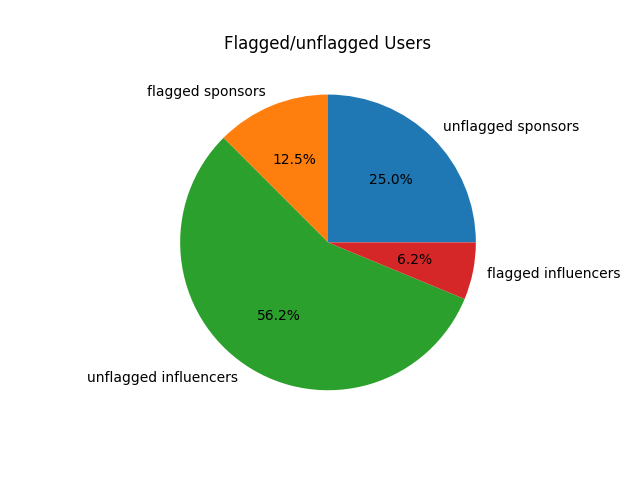 Flagged/unflagged Users
flagged sponsors
unflagged sponsors
12.5%
25.0%
6.2%
flagged influencers
56.2%
unflagged influencers